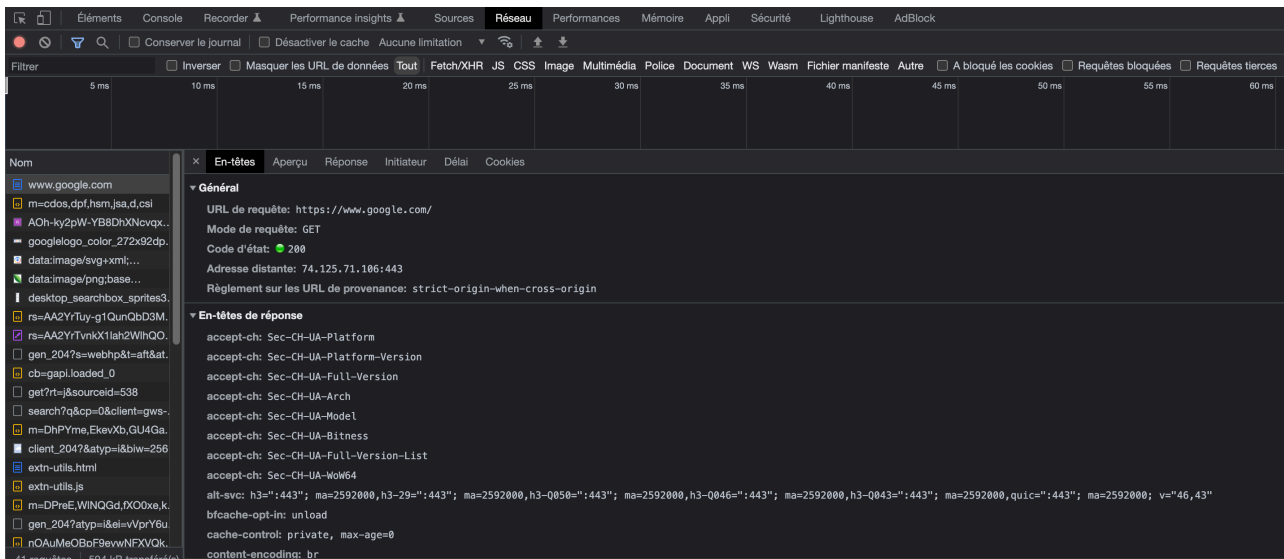 Éléments Console Recorder Performance insights Sources Réseau Performances Mémoire Appli Sécurité Lighthouse AdBlock
Conserver le journal Désactiver le cache Aucune limitation
Filtrer Inverser Masquer les URL de données Tout Fetch/XHR JS CSS Image Multimédia Police Document WS Wasm Fichier manifeste Autre A bloqué les cookies Requêtes bloquées Requêtes tierces
5 ms 10 ms 15 ms 20 ms 25 ms 30 ms 35 ms 40 ms 45 ms 50 ms 55 ms 60 ms
Nom
www.google.com
m=cdos,dpf,hsm,jsa,d,csi
AOh-ky2pW-YB8DhXNcvqx...
googlelogo_color_272x92dp...
data:image/svg+xml;...
data:image/png;base...
desktop_searchbox_sprites3...
rs=AA2YrTuy-g1QunQbD3M...
rs=AA2YrTvnkX1lah2WlhQO...
gen_204?s=webhp&t=aft&at...
cb=gapi.loaded_0
get?rt=j&sourceid=538
search?q&cp=0&client=gws-...
m=DhPYme,EkevXb,GU4Ga...
client_204?&atyp=i&biw=256
extn-utils.html
extn-utils.js
m=DPreE,WlNQGd,fXO0xe,k...
gen_204?atyp=i&ei=vVprY6u...
nOAuMeOBpF9evwNFXVQk...
41 requêtes 594 kB transféré(s)
× En-têtes Aperçu Réponse Initiateur Délai Cookies
Général
URL de requête: https://www.google.com/
Mode de requête: GET
Code d'état: 200
Adresse distante: 74.125.71.106:443
Règlement sur les URL de provenance: strict-origin-when-cross-origin
En-têtes de réponse
accept-ch: Sec-CH-UA-Platform
accept-ch: Sec-CH-UA-Platform-Version
accept-ch: Sec-CH-UA-Full-Version
accept-ch: Sec-CH-UA-Arch
accept-ch: Sec-CH-UA-Model
accept-ch: Sec-CH-UA-Bitness
accept-ch: Sec-CH-UA-Full-Version-List
accept-ch: Sec-CH-UA-WoW64
alt-svc: h3=":443"; ma=2592000,h3-29=":443"; ma=2592000,h3-Q050=":443"; ma=2592000,h3-Q046=":443"; ma=2592000,h3-Q043=":443"; ma=2592000,quic=":443"; ma=2592000; v="46,43"
bfcache-opt-in: unload
cache-control: private, max-age=0
content-encoding: br